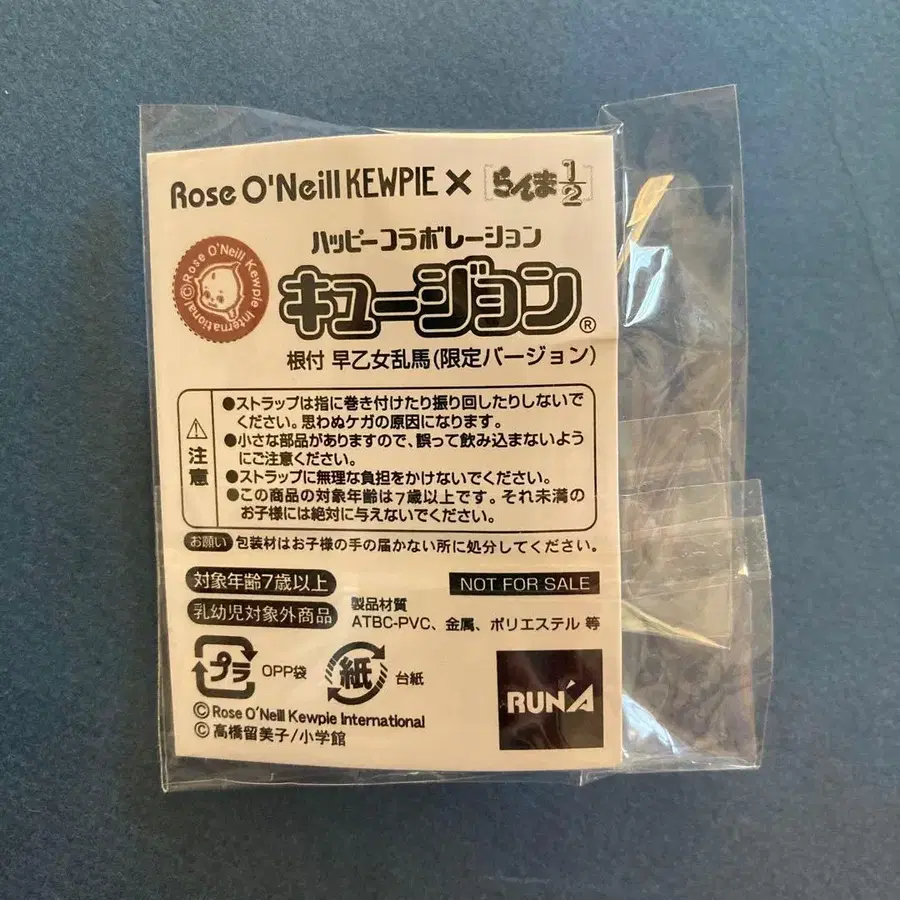 Rose O'Neill KEWPIE × らんま1/2
ハッピーコラボレーション
©Rose O'Neill Kewpie International
キュージョン®
根付 早乙女乱馬(限定バージョン)
⚠注意
●ストラップは指に巻き付けたり振り回したりしないで
ください。思わぬケガの原因になります。
●小さな部品がありますので、誤って飲み込まないよう
にご注意ください。
●ストラップに無理な負担をかけないでください。
●この商品の対象年齢は7歳以上です。それ未満の
お子様には絶対に与えないでください。
お願い 包装材はお子様の手の届かない所に処分してください。
対象年齢7歳以上
NOT FOR SALE
乳幼児対象外商品
製品材質
ATBC-PVC、金属、ポリエステル 等
プラ OPP袋 紙 台紙
RUN'A
©Rose O'Neill Kewpie International
©高橋留美子/小学館